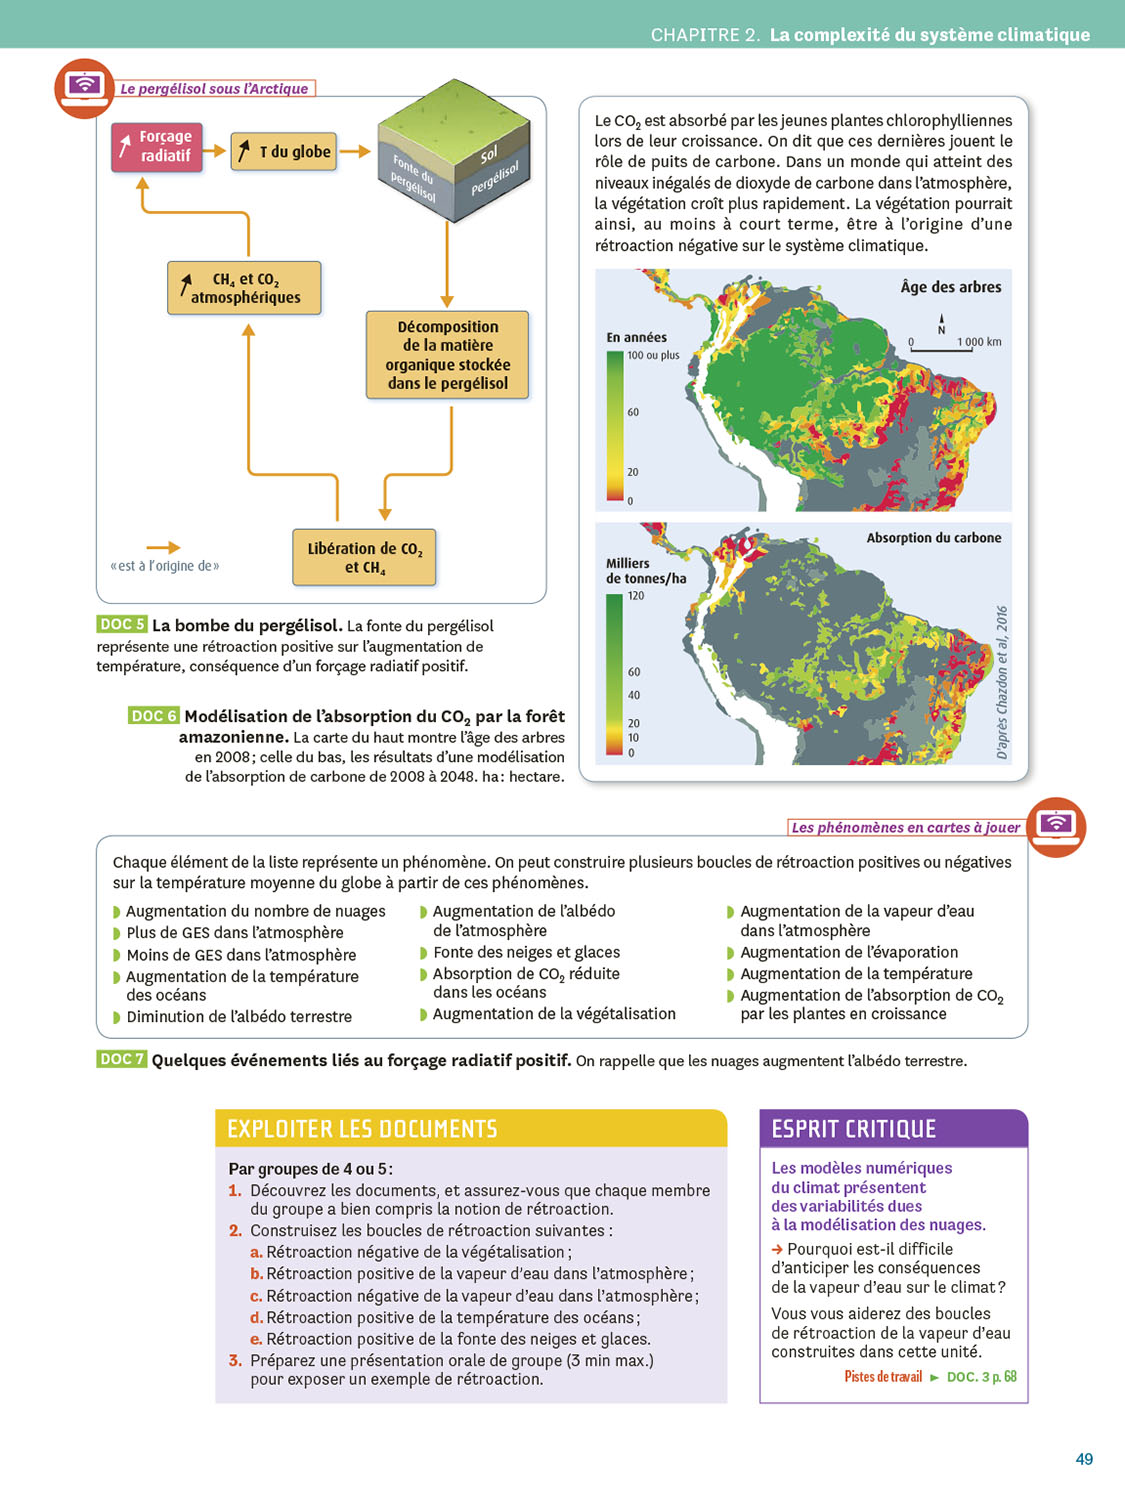 CHAPITRE 2. La complexité du système climatique
Le pergélisol sous l'Arctique
Forçage
radiatif
T du globe
Fonte du
pergélisol
Sol
Pergélisol
CH₄ et CO₂
atmosphériques
Décomposition
de la matière
organique stockée
dans le pergélisol
Libération de CO₂
et CH₄
«est à l'origine de»
DOC 5 La bombe du pergélisol. La fonte du pergélisol
représente une rétroaction positive sur l'augmentation de
température, conséquence d'un forçage radiatif positif.
DOC 6 Modélisation de l'absorption du CO₂ par la forêt
amazonienne. La carte du haut montre l'âge des arbres
en 2008 ; celle du bas, les résultats d'une modélisation
de l'absorption de carbone de 2008 à 2048. ha : hectare.
Le CO₂ est absorbé par les jeunes plantes chlorophylliennes
lors de leur croissance. On dit que ces dernières jouent le
rôle de puits de carbone. Dans un monde qui atteint des
niveaux inégalés de dioxyde de carbone dans l'atmosphère,
la végétation croît plus rapidement. La végétation pourrait
ainsi, au moins à court terme, être à l'origine d'une
rétroaction négative sur le système climatique.
Âge des arbres
N
0 1 000 km
En années
100 ou plus
60
20
0
Absorption du carbone
Milliers
de tonnes/ha
120
60
40
20
10
0
D'après Chazdon et al, 2016
Les phénomènes en cartes à jouer
Chaque élément de la liste représente un phénomène. On peut construire plusieurs boucles de rétroaction positives ou négatives
sur la température moyenne du globe à partir de ces phénomènes.
Augmentation du nombre de nuages
Plus de GES dans l'atmosphère
Moins de GES dans l'atmosphère
Augmentation de la température
des océans
Diminution de l'albédo terrestre
Augmentation de l'albédo
de l'atmosphère
Fonte des neiges et glaces
Absorption de CO₂ réduite
dans les océans
Augmentation de la végétalisation
Augmentation de la vapeur d'eau
dans l'atmosphère
Augmentation de l'évaporation
Augmentation de la température
Augmentation de l'absorption de CO₂
par les plantes en croissance
DOC 7 Quelques événements liés au forçage radiatif positif. On rappelle que les nuages augmentent l'albédo terrestre.
EXPLOITER LES DOCUMENTS
Par groupes de 4 ou 5 :
1. Découvrez les documents, et assurez-vous que chaque membre
du groupe a bien compris la notion de rétroaction.
2. Construisez les boucles de rétroaction suivantes :
a. Rétroaction négative de la végétalisation ;
b. Rétroaction positive de la vapeur d'eau dans l'atmosphère ;
c. Rétroaction négative de la vapeur d'eau dans l'atmosphère ;
d. Rétroaction positive de la température des océans ;
e. Rétroaction positive de la fonte des neiges et glaces.
3. Préparez une présentation orale de groupe (3 min max.)
pour exposer un exemple de rétroaction.
ESPRIT CRITIQUE
Les modèles numériques
du climat présentent
des variabilités dues
à la modélisation des nuages.
→ Pourquoi est-il difficile
d'anticiper les conséquences
de la vapeur d'eau sur le climat ?
Vous vous aiderez des boucles
de rétroaction de la vapeur d'eau
construites dans cette unité.
Pistes de travail ► DOC. 3 p. 68
49